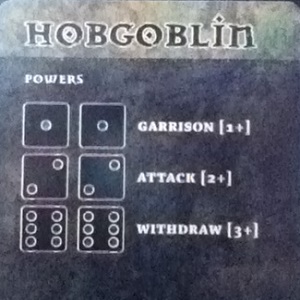 HOBGOBLIN
POWERS
GARRISON [1+]
ATTACK [2+]
WITHDRAW [3+]